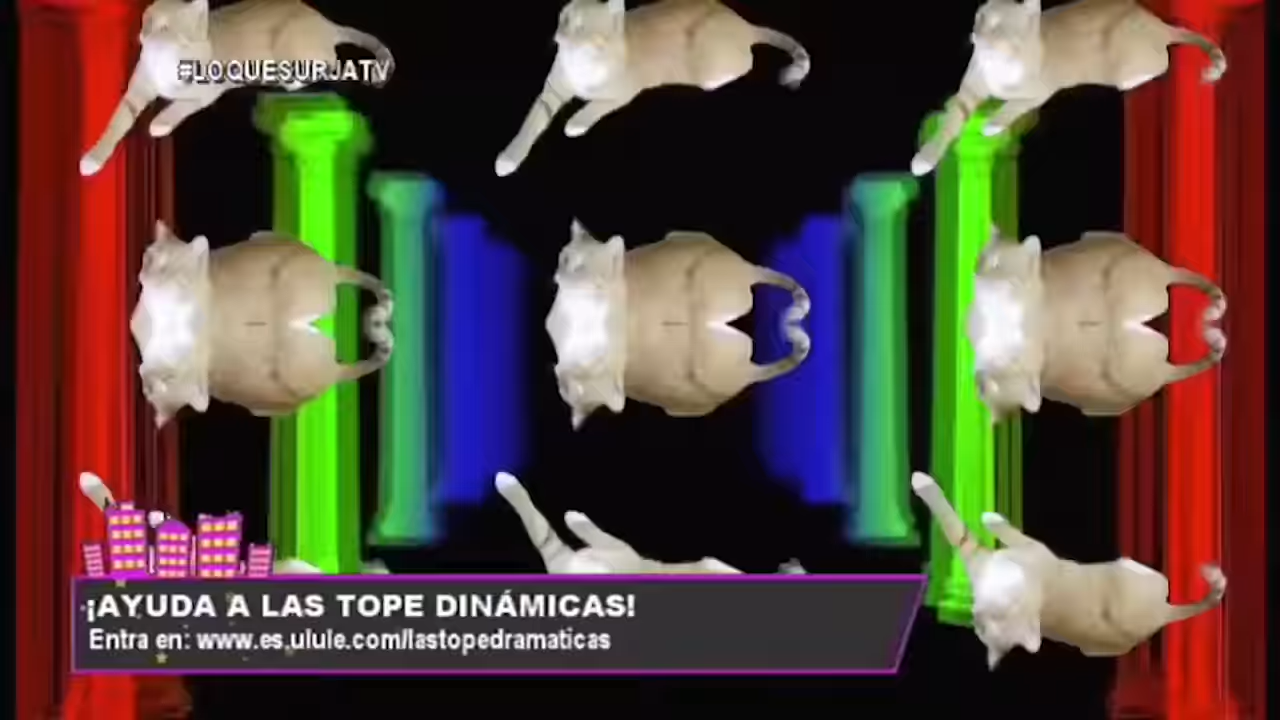 #LOQUESURJATV
¡AYUDA A LAS TOPE DINÁMICAS!
Entra en: www.es.ulule.com/lastopedramaticas